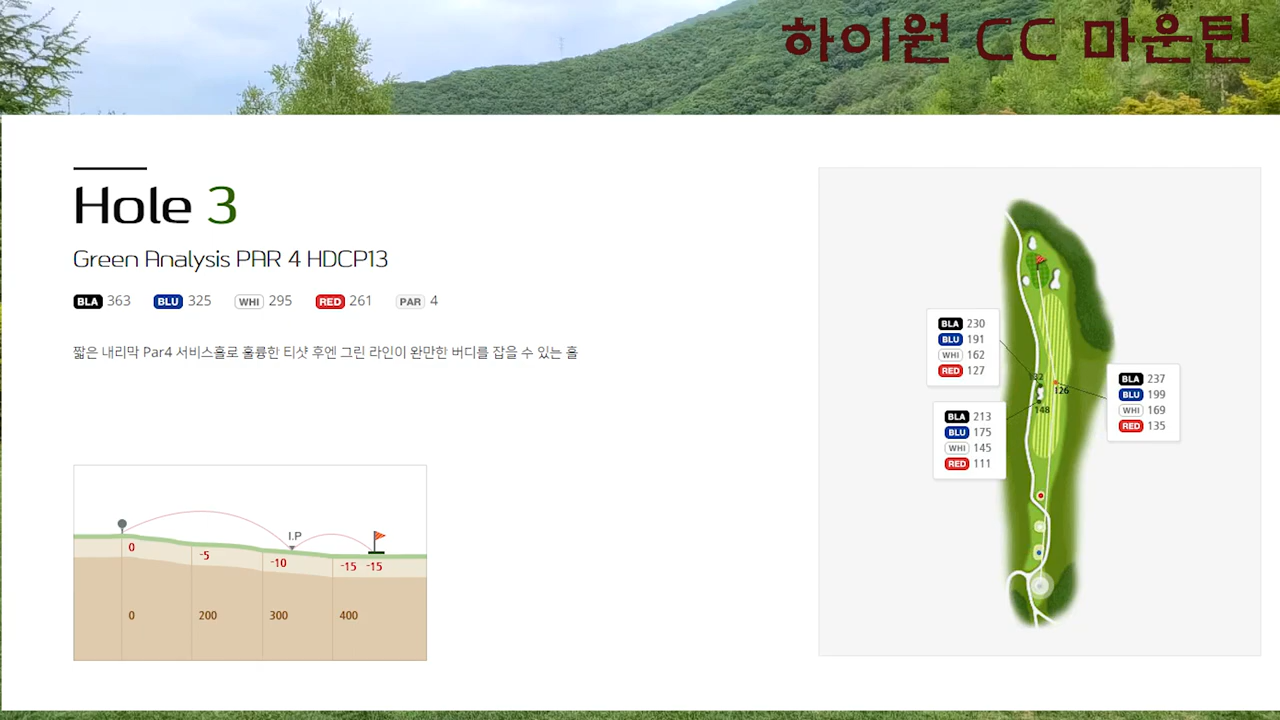 하이원 CC 마운틴
Hole 3
Green Analysis PAR 4 HDCP13
BLA 363 BLU 325 WHI 295 RED 261 PAR 4
짧은 내리막 Par4 서비스홀로 훌륭한 티샷 후엔 그린 라인이 완만한 버디를 잡을 수 있는 홀
I.P
0 -5 -10 -15 -15
0 200 300 400
BLA 230
BLU 191
WHI 162
RED 127
132
126
148
BLA 237
BLU 199
WHI 169
RED 135
BLA 213
BLU 175
WHI 145
RED 111